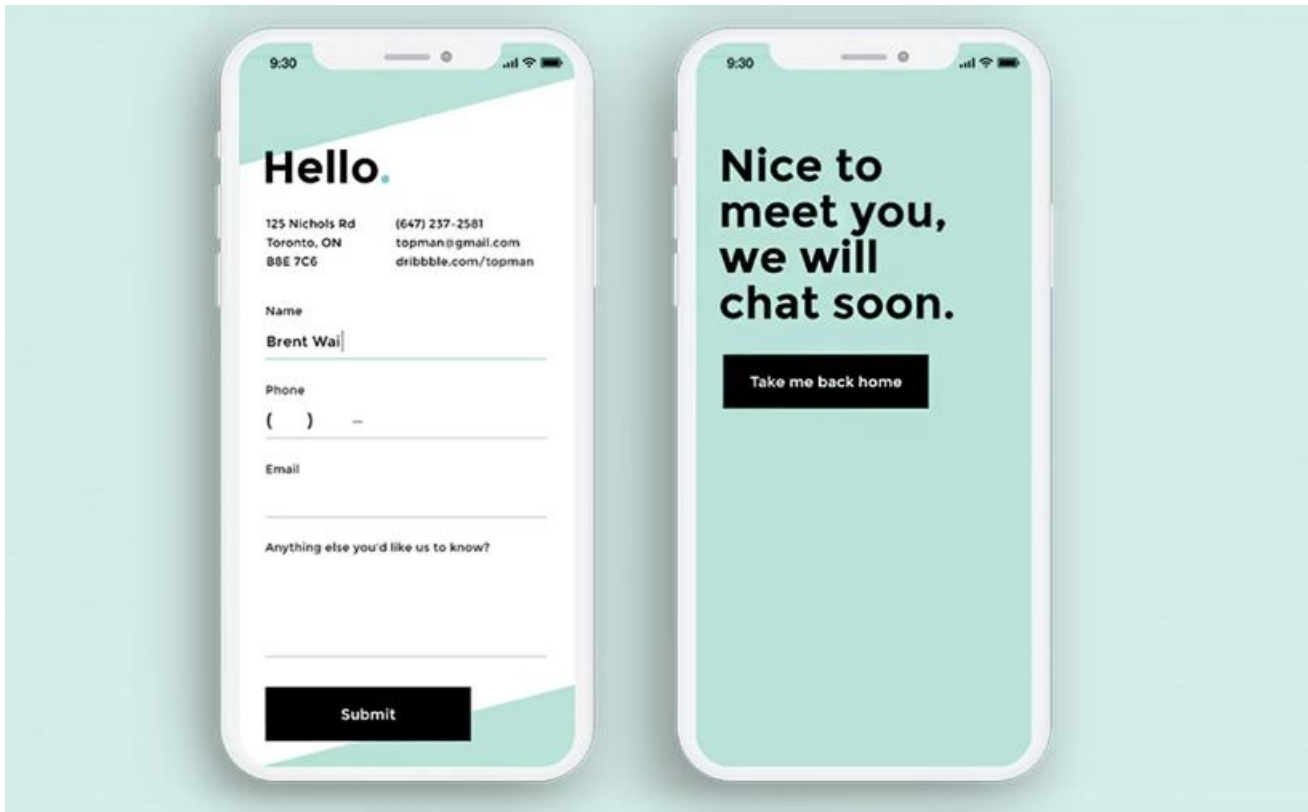 9:30
Hello.
125 Nichols Rd
Toronto, ON
B8E 7C6
(647) 237-2581
topman@gmail.com
dribbble.com/topman
Name
Brent Wai
Phone
( ) –
Email
Anything else you'd like us to know?
Submit
9:30
Nice to
meet you,
we will
chat soon.
Take me back home